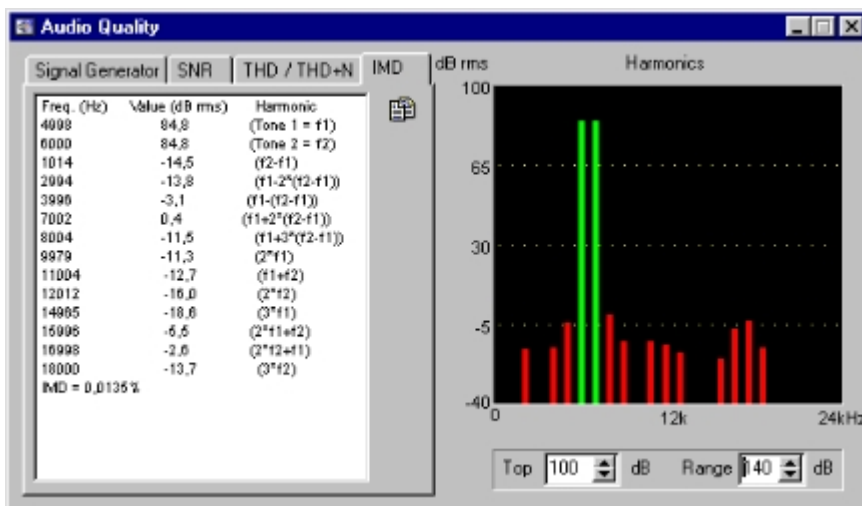 Audio Quality
Signal Generator SNR THD / THD+N IMD
Freq. (Hz) Value (dB rms) Harmonic
4998 84,8 (Tone 1 = f1)
6000 84,8 (Tone 2 = f2)
1014 -14,5 (f2-f1)
2994 -13,8 (f1-2*(f2-f1))
3996 -3,1 (f1-(f2-f1))
7002 0,4 (f1+2*(f2-f1))
8004 -11,5 (f1+3*(f2-f1))
9979 -11,3 (2*f1)
11004 -12,7 (f1+f2)
12012 -16,0 (2*f2)
14985 -18,6 (3*f1)
15996 -5,5 (2*f1+f2)
16998 -2,6 (2*f2+f1)
18000 -13,7 (3*f2)
IMD = 0,0135%
dB rms Harmonics
100
65
30
-5
-40
0 12k 24kHz
Top 100 dB Range 140 dB